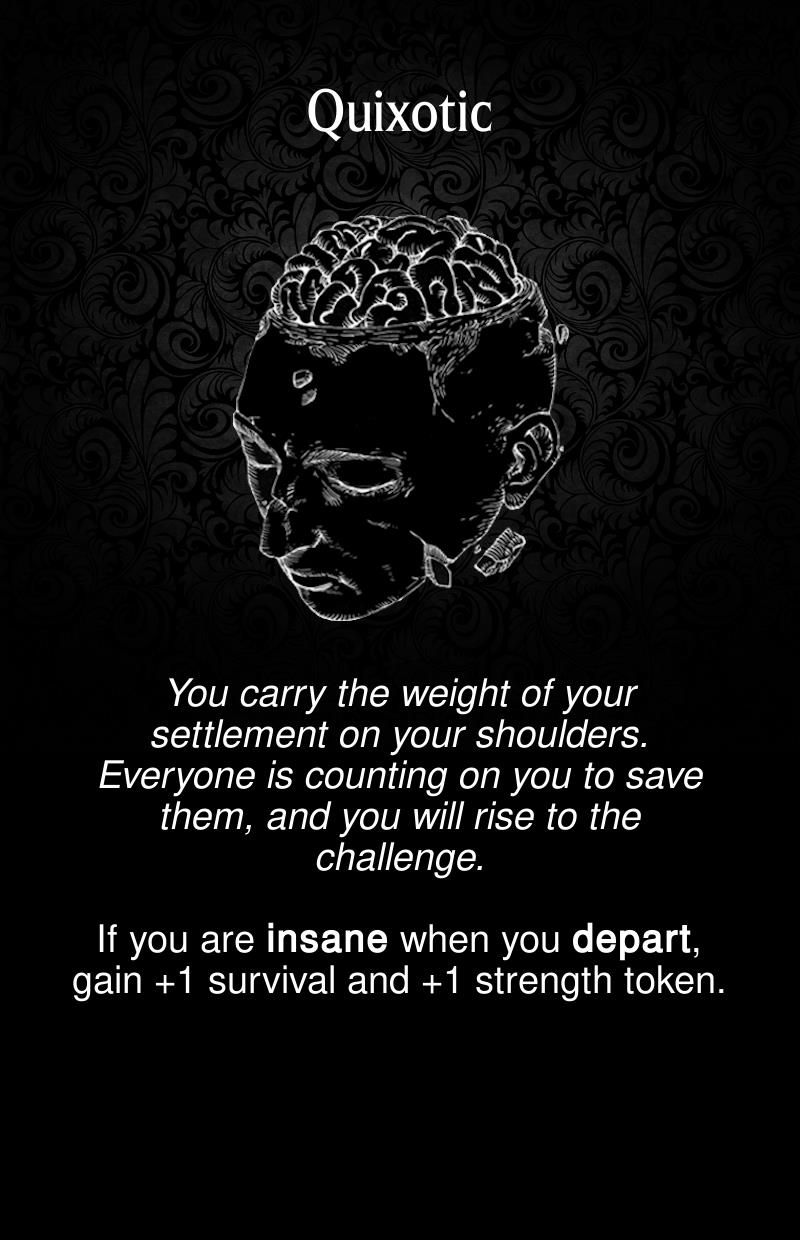 Quixotic
You carry the weight of your
settlement on your shoulders.
Everyone is counting on you to save
them, and you will rise to the
challenge.
If you are insane when you depart,
gain +1 survival and +1 strength token.